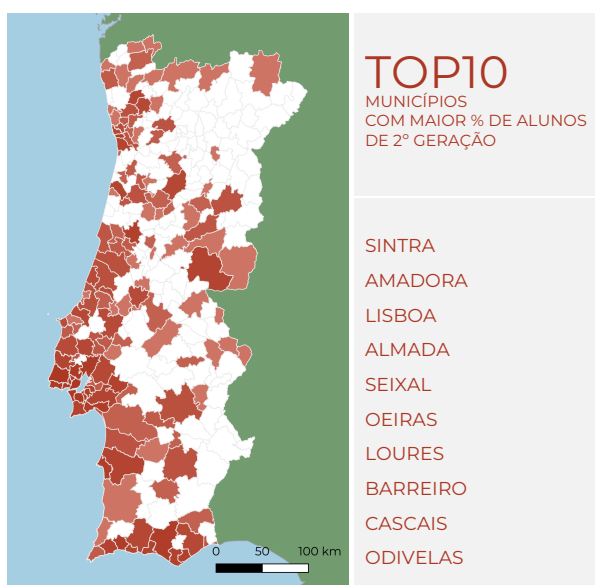 TOP10
MUNICÍPIOS
COM MAIOR % DE ALUNOS
DE 2º GERAÇÃO
SINTRA
AMADORA
LISBOA
ALMADA
SEIXAL
OEIRAS
LOURES
BARREIRO
CASCAIS
ODIVELAS
0 50 100 km